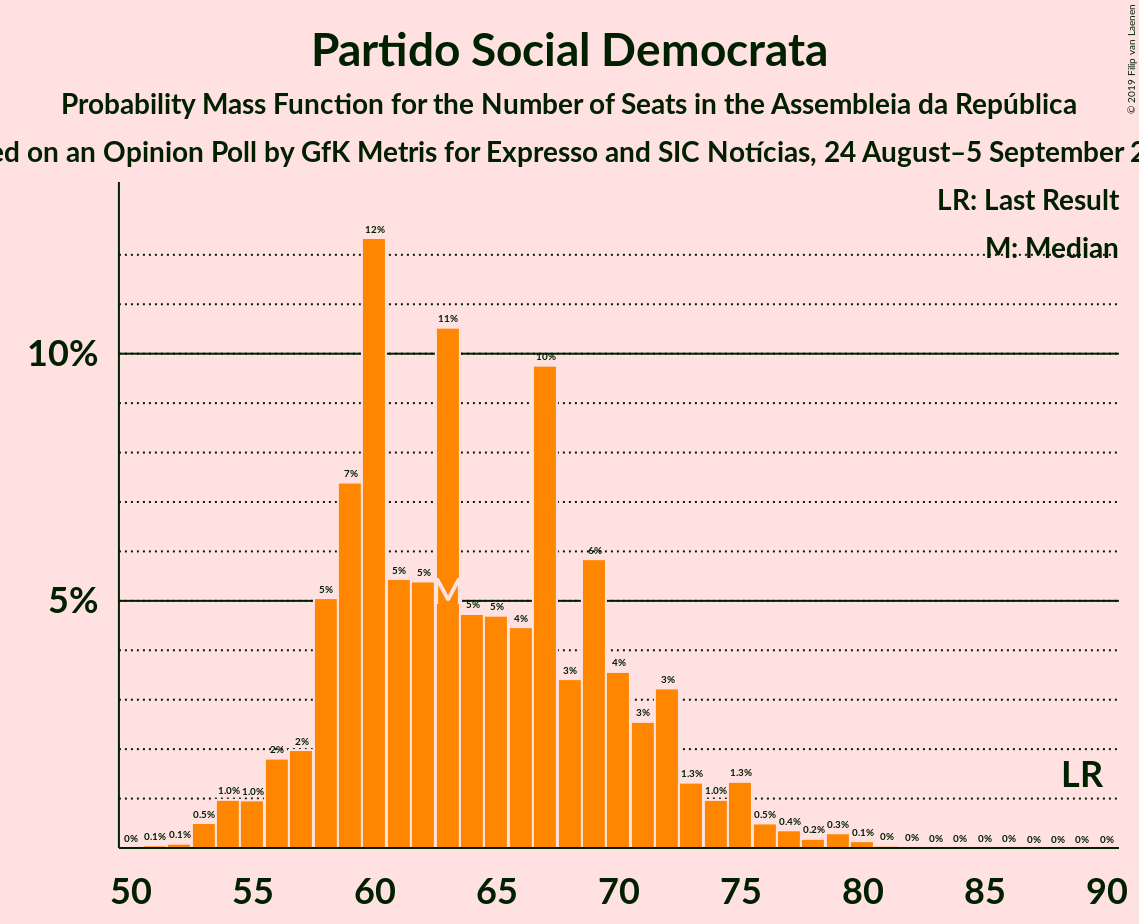 Partido Social Democrata
Probability Mass Function for the Number of Seats in the Assembleia da República
ed on an Opinion Poll by GfK Metris for Expresso and SIC Notícias, 24 August–5 September 2
© 2019 Filip van Laenen
LR: Last Result
M: Median
10%
5%
0% 0.1% 0.1% 0.5% 1.0% 1.0% 2% 2% 5% 7% 12% 5% 5% 11% 5% 5% 4% 10% 3% 6% 4% 3% 3% 1.3% 1.0% 1.3% 0.5% 0.4% 0.2% 0.3% 0.1% 0% 0% 0% 0% 0% 0% 0% 0% 0% 0%
M
LR
50 55 60 65 70 75 80 85 90